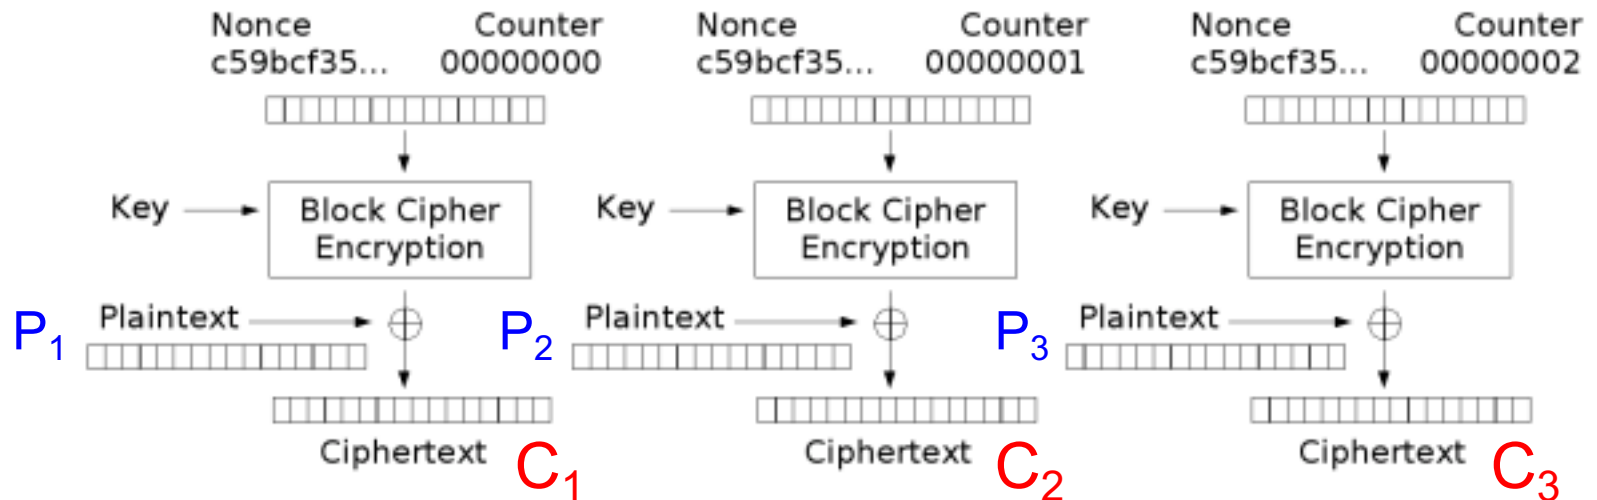 Nonce Counter Nonce Counter Nonce Counter
c59bcf35... 00000000 c59bcf35... 00000001 c59bcf35... 00000002
Key Block Cipher Key Block Cipher Key Block Cipher
Encryption Encryption Encryption
P1 Plaintext P2 Plaintext P3 Plaintext
Ciphertext C1 Ciphertext C2 Ciphertext C3